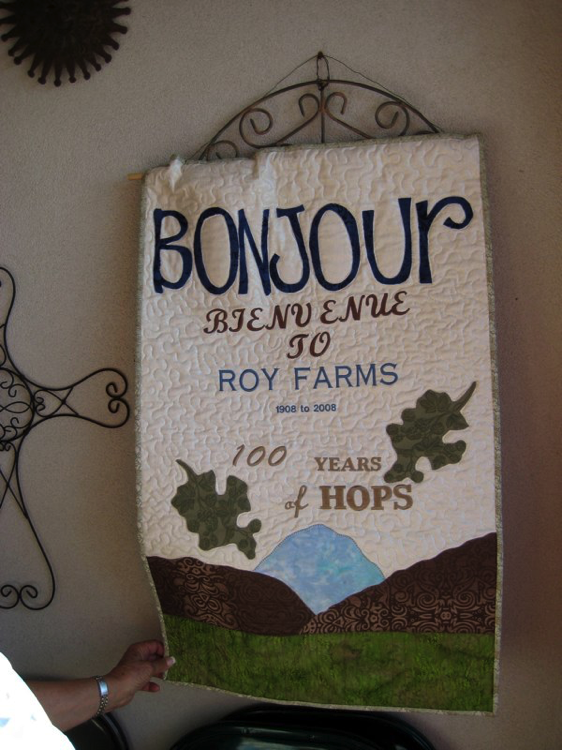 BONJOUr
BIENVENUE
TO
ROY FARMS
1908 to 2008
100 YEARS
of HOPS